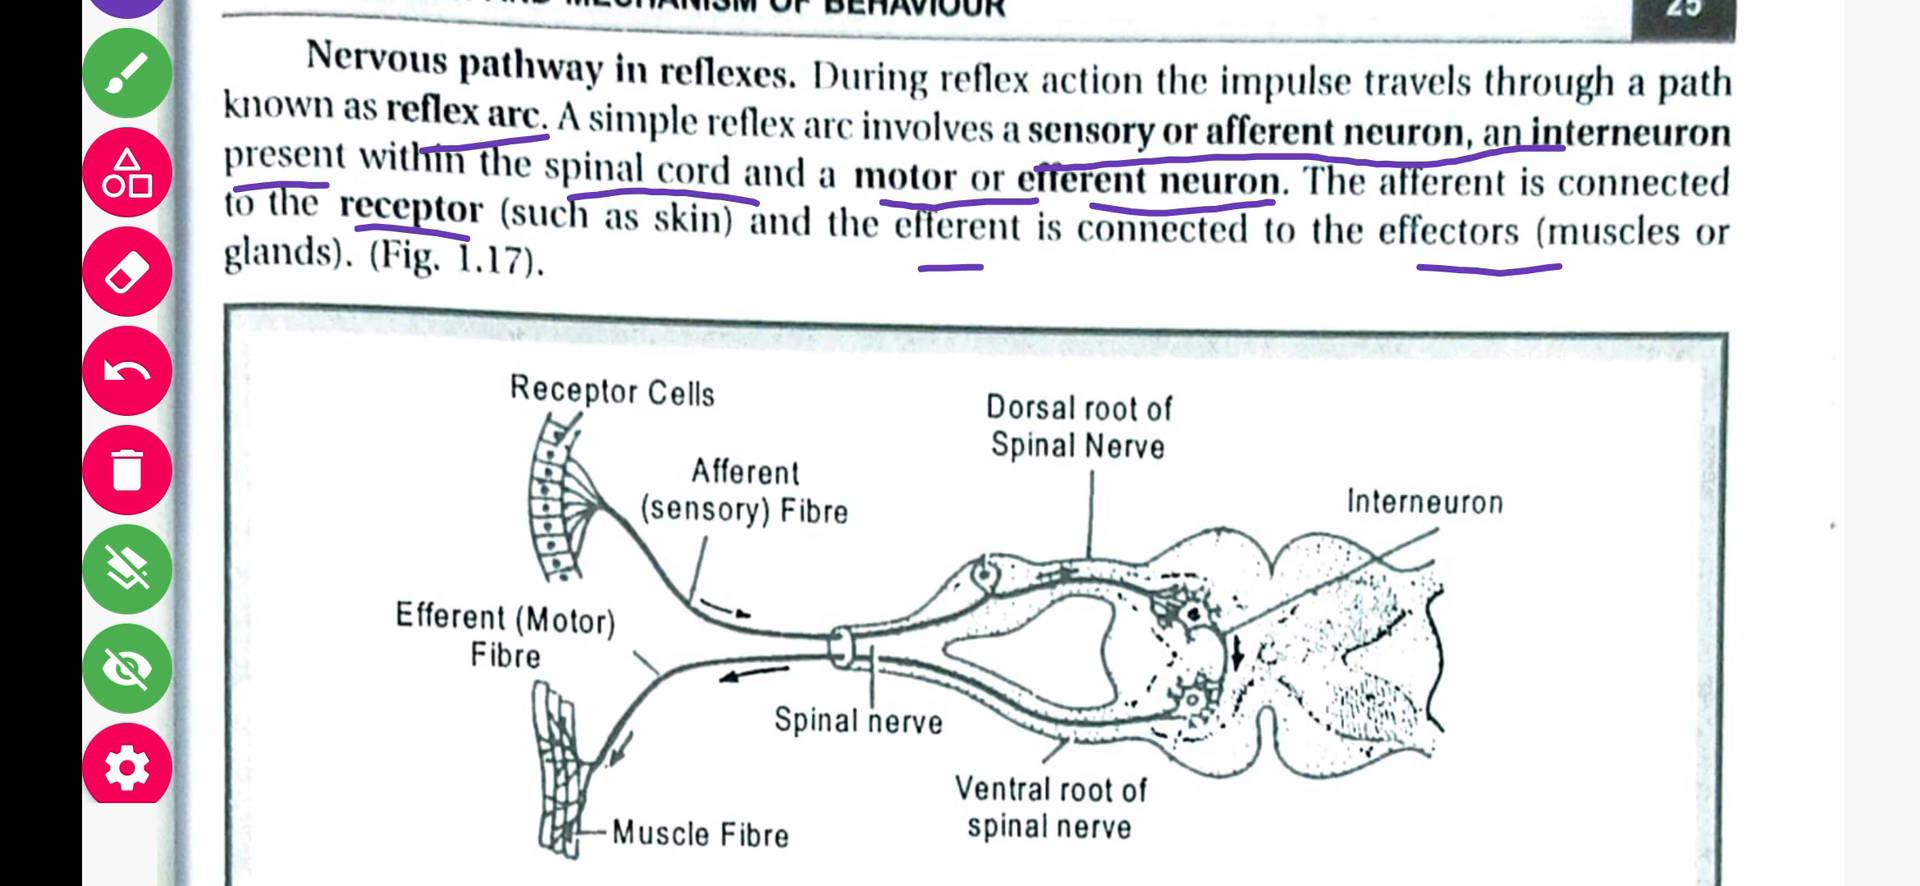 MECHANISM OF BEHAVIOUR
25
Nervous pathway in reflexes. During reflex action the impulse travels through a path
known as reflex arc. A simple reflex arc involves a sensory or afferent neuron, an interneuron
present within the spinal cord and a motor or efferent neuron. The afferent is connected
to the receptor (such as skin) and the efferent is connected to the effectors (muscles or
glands). (Fig. 1.17).
Receptor Cells
Dorsal root of
Spinal Nerve
Afferent
(sensory) Fibre
Interneuron
Efferent (Motor)
Fibre
Spinal nerve
Ventral root of
spinal nerve
Muscle Fibre